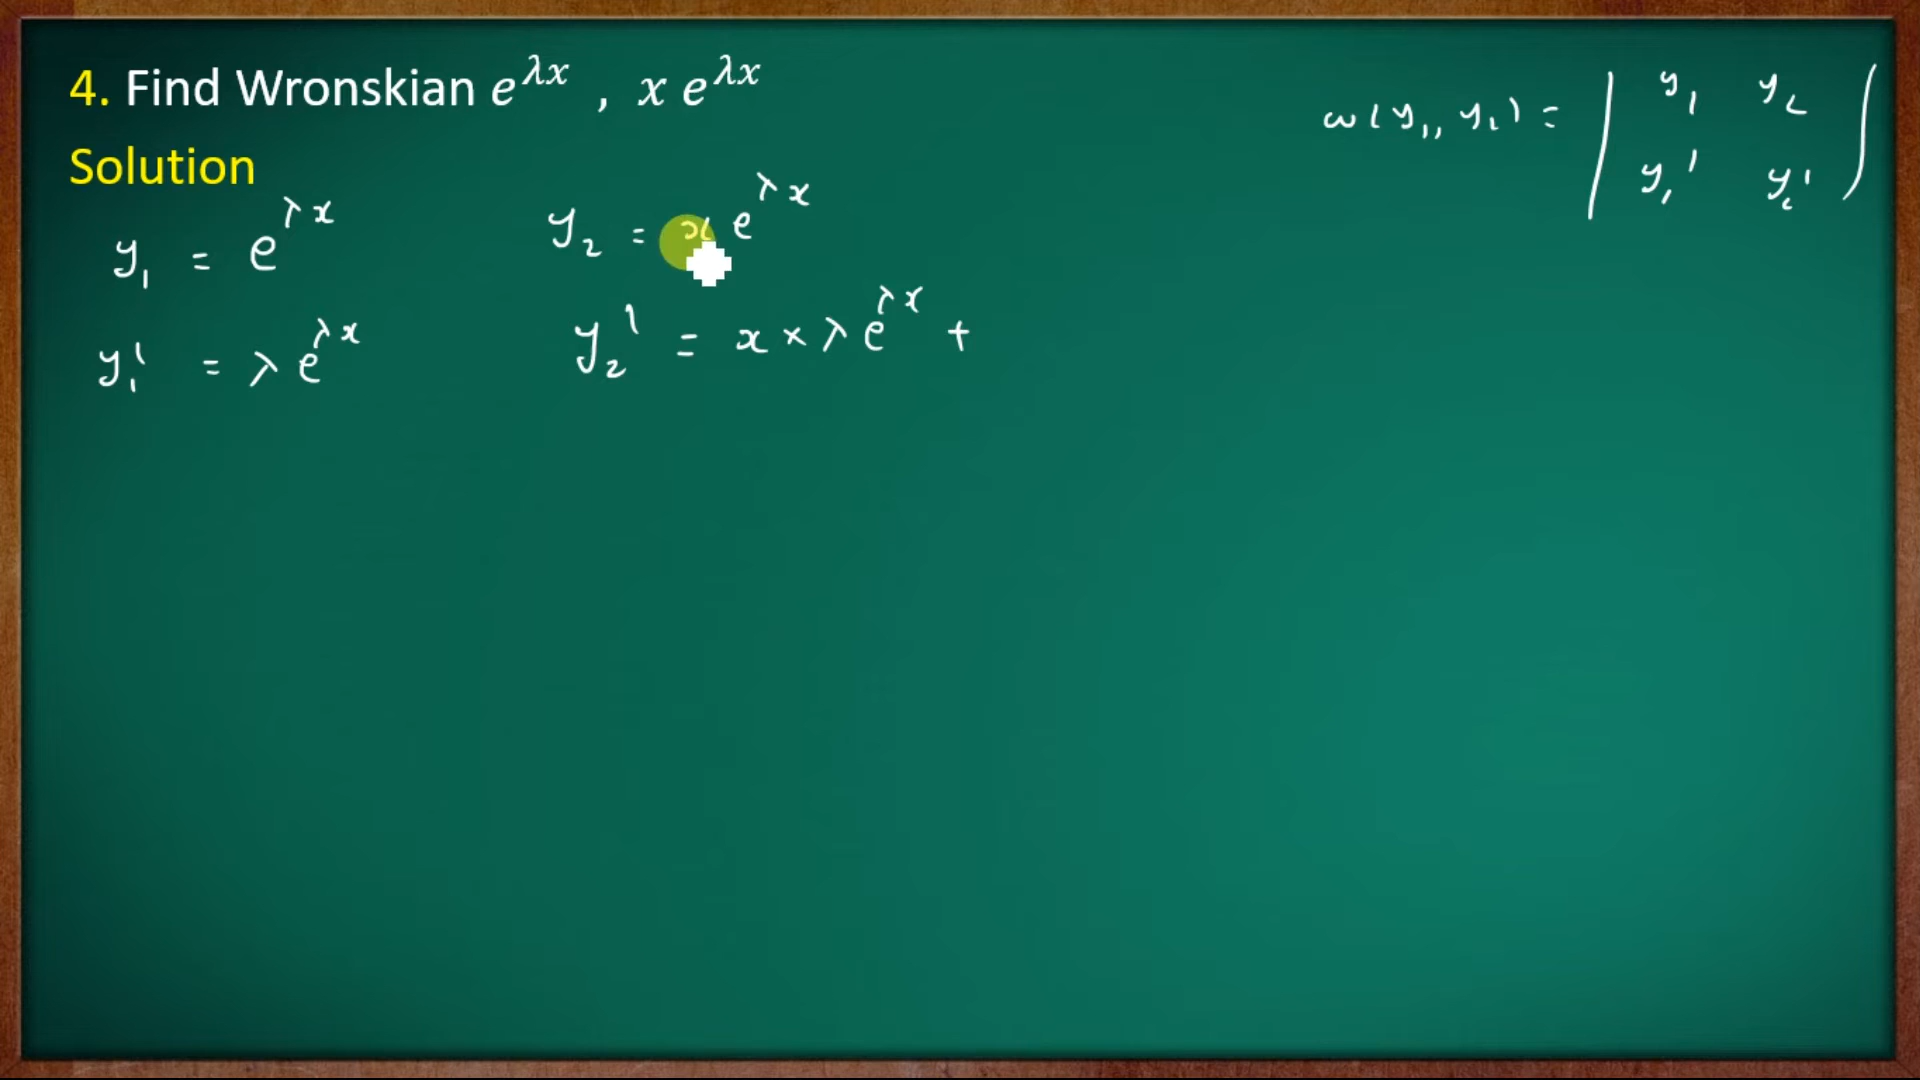 4. Find Wronskian e^{λx} , x e^{λx}
w(y₁, y₂) = | y₁ y₂ |
| y₁' y₂' |
Solution
y₁ = e^{λx} y₂ = x e^{λx}
y₁' = λ e^{λx} y₂' = x × λ e^{λx} +